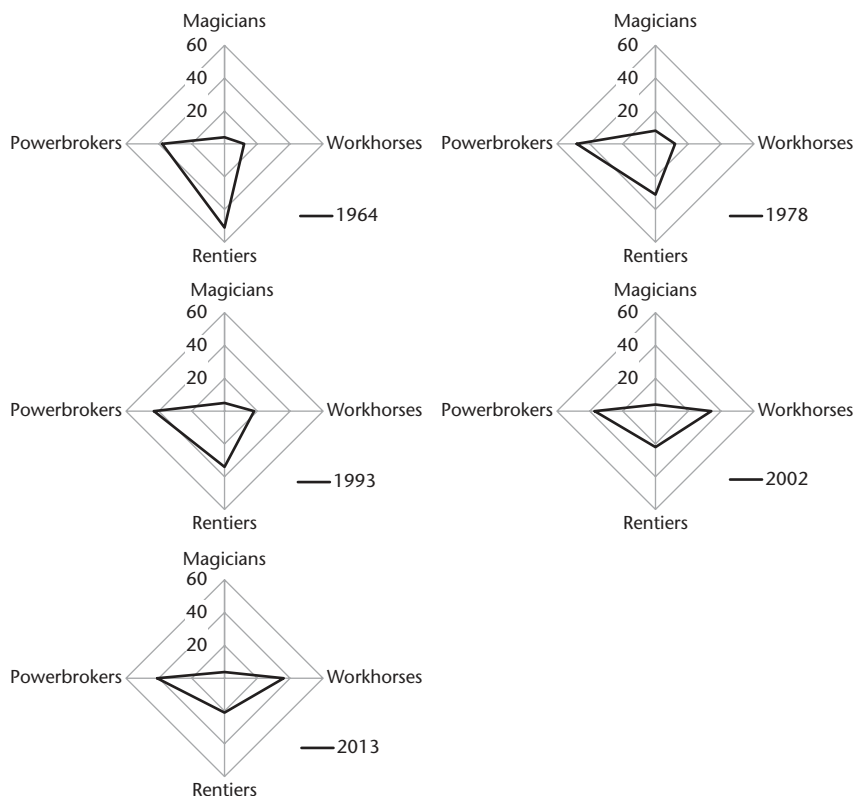 Magicians
60
40
20
Powerbrokers
Workhorses
1964
Rentiers
Magicians
60
40
20
Powerbrokers
Workhorses
1978
Rentiers
Magicians
60
40
20
Powerbrokers
Workhorses
1993
Rentiers
Magicians
60
40
20
Powerbrokers
Workhorses
2002
Rentiers
Magicians
60
40
20
Powerbrokers
Workhorses
2013
Rentiers